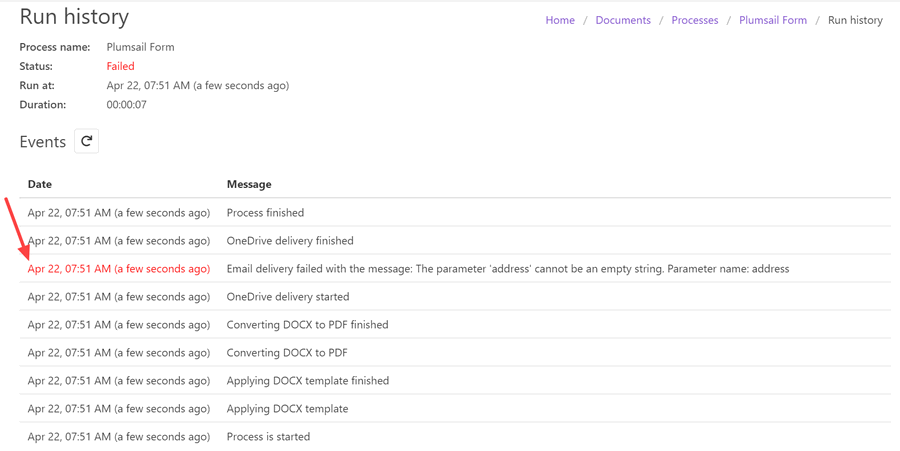 Run history
Home / Documents / Processes / Plumsail Form / Run history
Process name: Plumsail Form
Status: Failed
Run at: Apr 22, 07:51 AM (a few seconds ago)
Duration: 00:00:07
Events
Date Message
Apr 22, 07:51 AM (a few seconds ago) Process finished
Apr 22, 07:51 AM (a few seconds ago) OneDrive delivery finished
Apr 22, 07:51 AM (a few seconds ago) Email delivery failed with the message: The parameter 'address' cannot be an empty string. Parameter name: address
Apr 22, 07:51 AM (a few seconds ago) OneDrive delivery started
Apr 22, 07:51 AM (a few seconds ago) Converting DOCX to PDF finished
Apr 22, 07:51 AM (a few seconds ago) Converting DOCX to PDF
Apr 22, 07:51 AM (a few seconds ago) Applying DOCX template finished
Apr 22, 07:51 AM (a few seconds ago) Applying DOCX template
Apr 22, 07:51 AM (a few seconds ago) Process is started